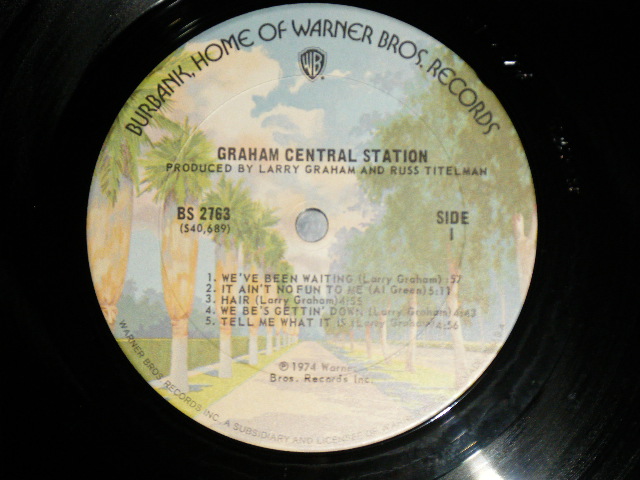 BURBANK, HOME OF WARNER BROS. RECORDS
WB
GRAHAM CENTRAL STATION
PRODUCED BY LARRY GRAHAM AND RUSS TITELMAN
BS 2763
(S40,689)
SIDE
1
1. WE'VE BEEN WAITING (Larry Graham) :57
2. IT AIN'T NO FUN TO ME (Al Green) 5:11
3. HAIR (Larry Graham) 4:55
4. WE BE'S GETTIN' DOWN (Larry Graham) 4:43
5. TELL ME WHAT IT IS (Larry Graham) 4:56
℗ 1974 Warner
Bros. Records Inc.
WARNER BROS. RECORDS INC., A SUBSIDIARY AND LICENSEE OF